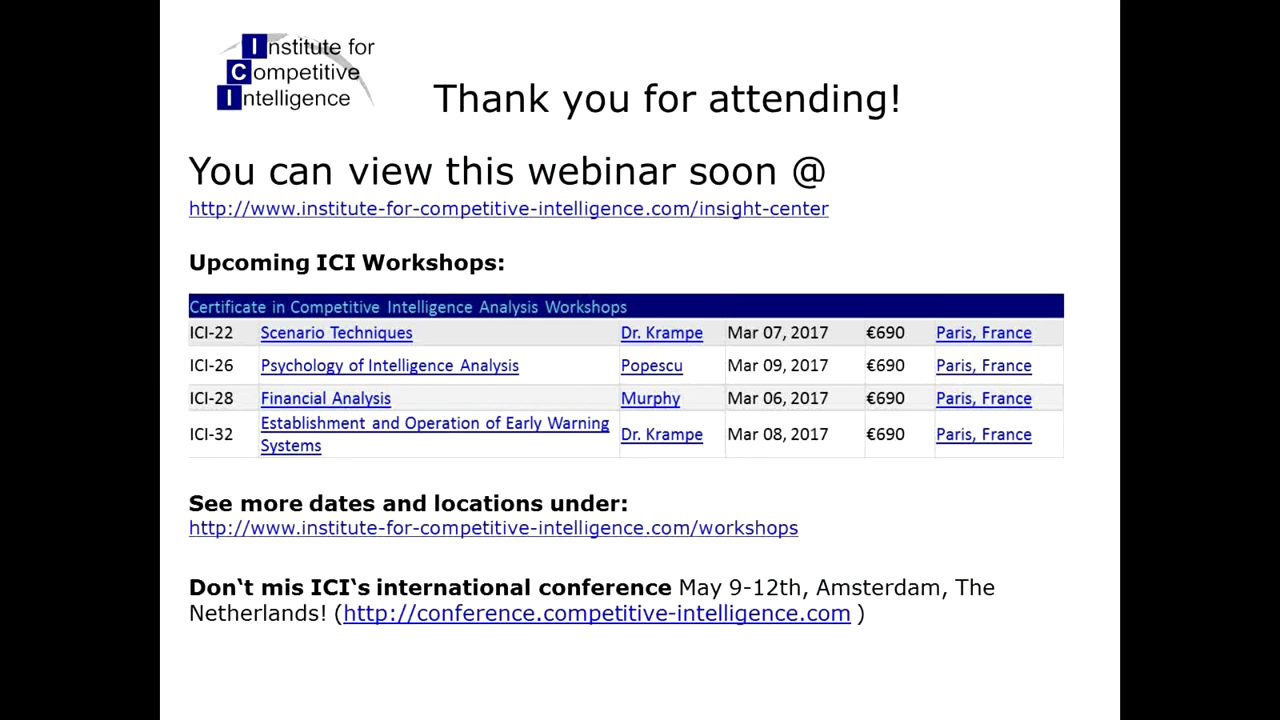 Institute for
Competitive
Intelligence
Thank you for attending!
You can view this webinar soon @
http://www.institute-for-competitive-intelligence.com/insight-center
Upcoming ICI Workshops:
Certificate in Competitive Intelligence Analysis Workshops
ICI-22 Scenario Techniques Dr. Krampe Mar 07, 2017 €690 Paris, France
ICI-26 Psychology of Intelligence Analysis Popescu Mar 09, 2017 €690 Paris, France
ICI-28 Financial Analysis Murphy Mar 06, 2017 €690 Paris, France
ICI-32 Establishment and Operation of Early Warning Systems Dr. Krampe Mar 08, 2017 €690 Paris, France
See more dates and locations under:
http://www.institute-for-competitive-intelligence.com/workshops
Don‘t mis ICI‘s international conference May 9-12th, Amsterdam, The
Netherlands! (http://conference.competitive-intelligence.com )